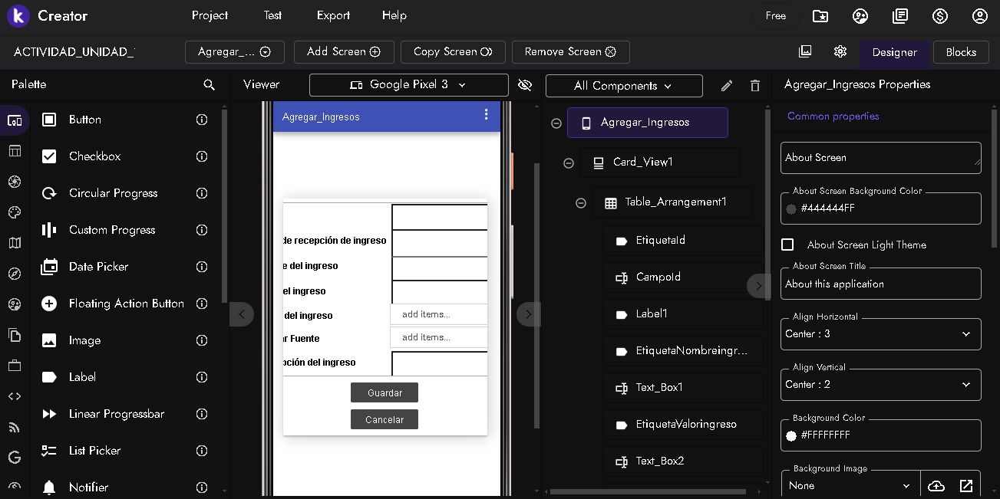 Creator
Project
Test
Export
Help
Free
ACTIVIDAD_UNIDAD_
Agregar_...
Add Screen
Copy Screen
Remove Screen
Designer
Blocks
Palette
Viewer
Google Pixel 3
All Components
Agregar_Ingresos Properties
Button
Checkbox
Circular Progress
Custom Progress
Date Picker
Floating Action Button
Image
Label
Linear Progressbar
List Picker
Notifier
Agregar_Ingresos
de recepción de ingreso
e del ingreso
el ingreso
del ingreso
add items...
ar Fuente
add items...
pción del ingreso
Guardar
Cancelar
Agregar_Ingresos
Card_View1
Table_Arrangement1
EtiquetaId
CampoId
Label1
EtiquetaNombreingr...
Text_Box1
EtiquetaValoringreso
Text_Box2
Common properties
About Screen
About Screen Background Color
#444444FF
About Screen Light Theme
About Screen Title
About this application
Align Horizontal
Center : 3
Align Vertical
Center : 2
Background Color
#FFFFFFFF
Background Image
None